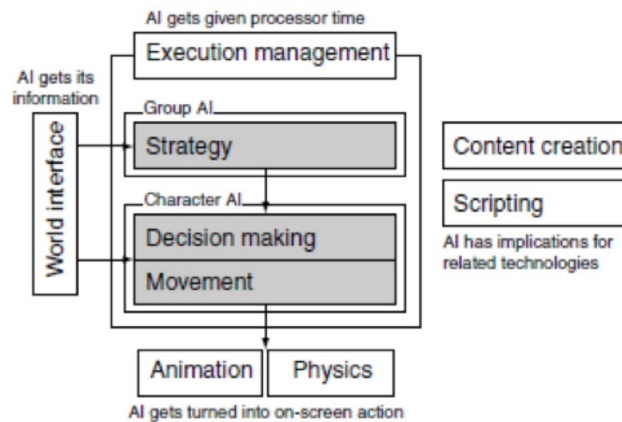 AI gets given processor time
Execution management
AI gets its
information
Group AI
Strategy
World interface
Character AI
Decision making
Movement
Content creation
Scripting
AI has implications for
related technologies
Animation
Physics
AI gets turned into on-screen action